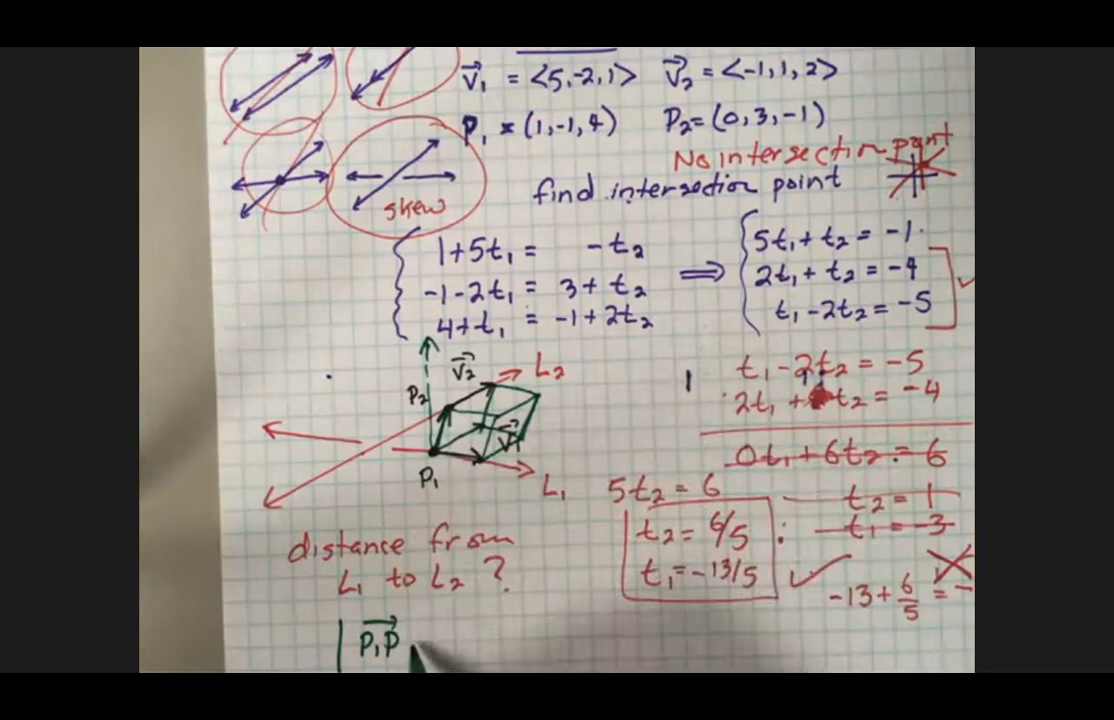 v₁ = <5,-2,1> v₂ = <-1,1,2>
P₁ = (1,-1,4) P₂ = (0,3,-1)
No intersection point
find intersection point
skew
1+5t₁ = -t₂
-1-2t₁ = 3+t₂
4+t₁ = -1+2t₂
⟹
5t₁+t₂ = -1
2t₁+t₂ = -4
t₁-2t₂ = -5
t₁-2t₂ = -5
2t₁+t₂ = -4
0t₁+6t₂ = 6
v₂
L₂
P₂
v₁
P₁
L₁
5t₂ = 6
t₂ = 6/5
t₁ = -13/5
:
t₂ = 1
t₁ = -3
-13+6/5 = -
distance from
L₁ to L₂ ?
| P₁P